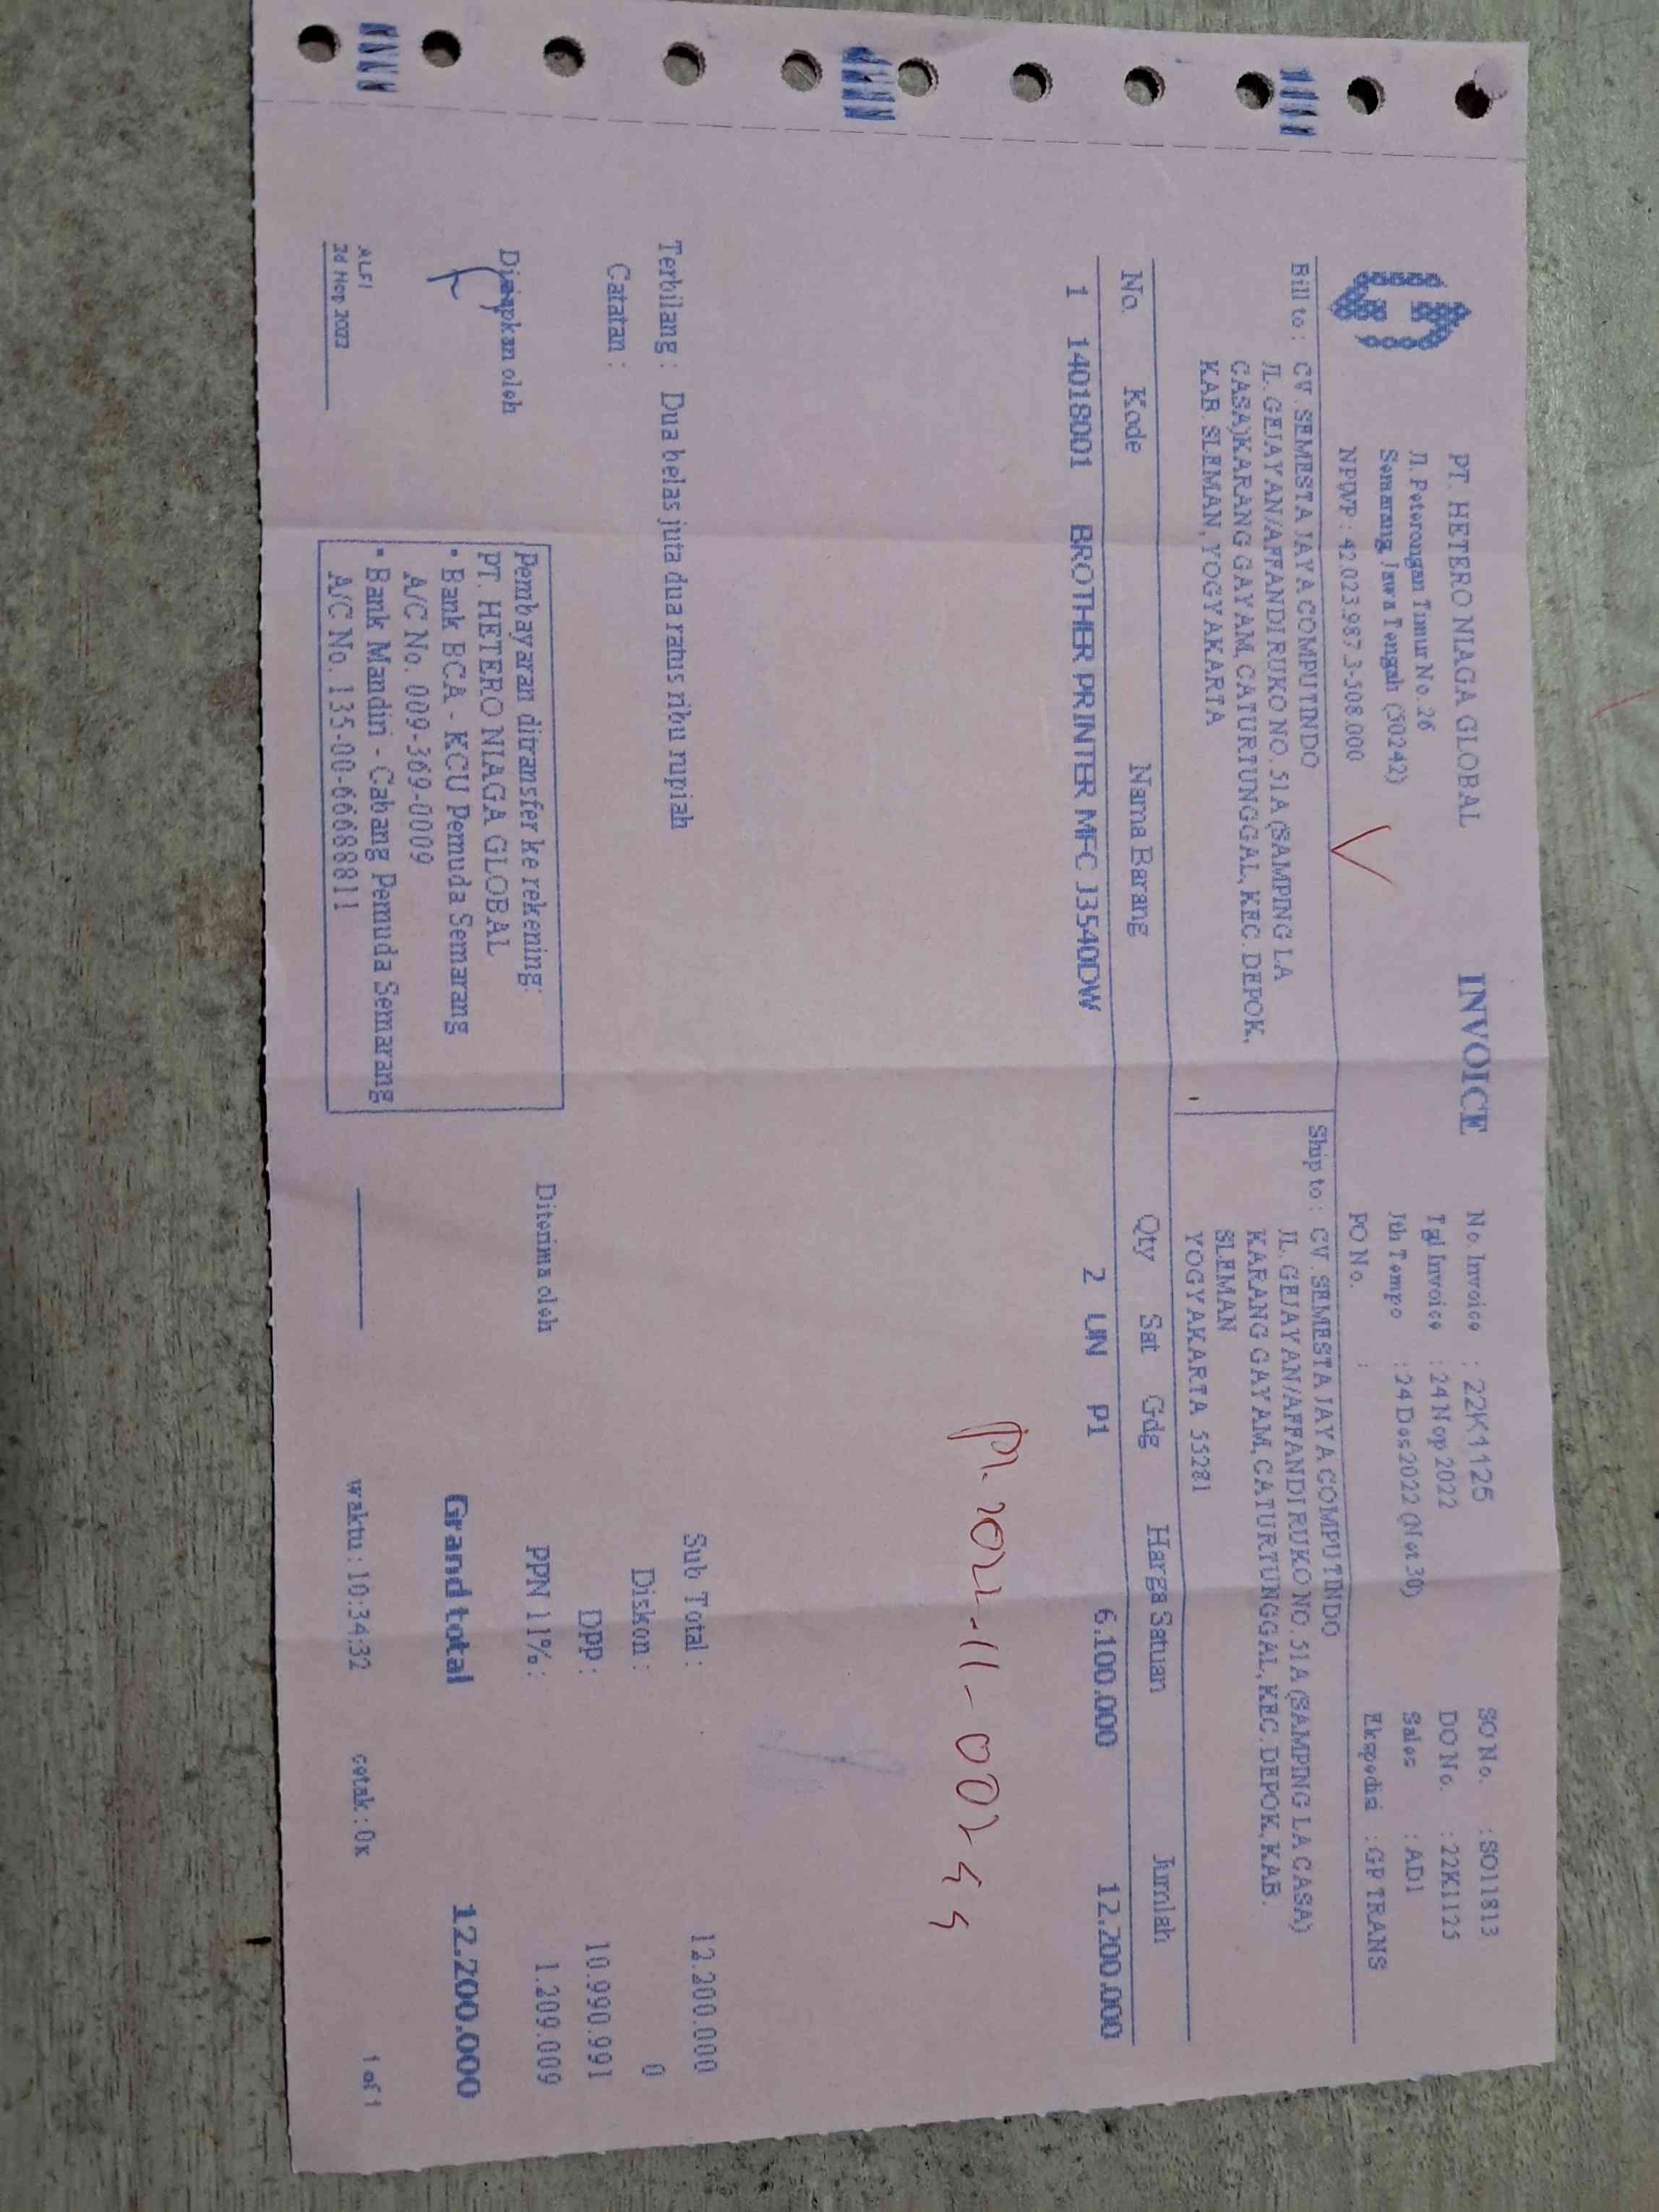 PT. HETERO NIAGA GLOBAL
Jl. Peterongan Timur No. 26
Semarang, Jawa Tengah (50242)
NPWP : 42.023.987.3-508.000
INVOICE
No. Invoice : 22K1125
Tgl Invoice : 24 Nop 2022
Jth Tempo : 24 Des 2022 (Net 30)
PO No. :
SO No. : SO11813
DO No. : 22K1125
Sales : AD1
Ekspedisi : GP TRANS
Bill to : CV. SEMESTA JAYA COMPUTINDO
JL. GEJAYAN/AFFANDI RUKO NO. 51A (SAMPING LA
CASA)KARANG GAYAM, CATURTUNGGAL, KEC. DEPOK,
KAB. SLEMAN, YOGYAKARTA
Ship to : CV. SEMESTA JAYA COMPUTINDO
JL. GEJAYAN/AFFANDI RUKO NO. 51A (SAMPING LA CASA)
KARANG GAYAM, CATURTUNGGAL, KEC. DEPOK, KAB.
SLEMAN
YOGYAKARTA 55281
No. Kode Nama Barang Qty Sat Gdg Harga Satuan Jumlah
1 14018001 BROTHER PRINTER MFC J3540DW 2 UN P1 6.100.000 12.200.000
Terbilang : Dua belas juta dua ratus ribu rupiah
Catatan :
Sub Total : 12.200.000
Diskon : 0
DPP : 10.990.991
PPN 11% : 1.209.009
Grand total 12.200.000
Disiapkan oleh
ALFI
24 Nop 2022
Pembayaran ditransfer ke rekening:
PT. HETERO NIAGA GLOBAL
• Bank BCA - KCU Pemuda Semarang
A/C No. 009-369-0009
• Bank Mandiri - Cabang Pemuda Semarang
A/C No. 135-00-6668811
Diterima oleh
waktu : 10:34:32 cetak : 0x 1 of 1